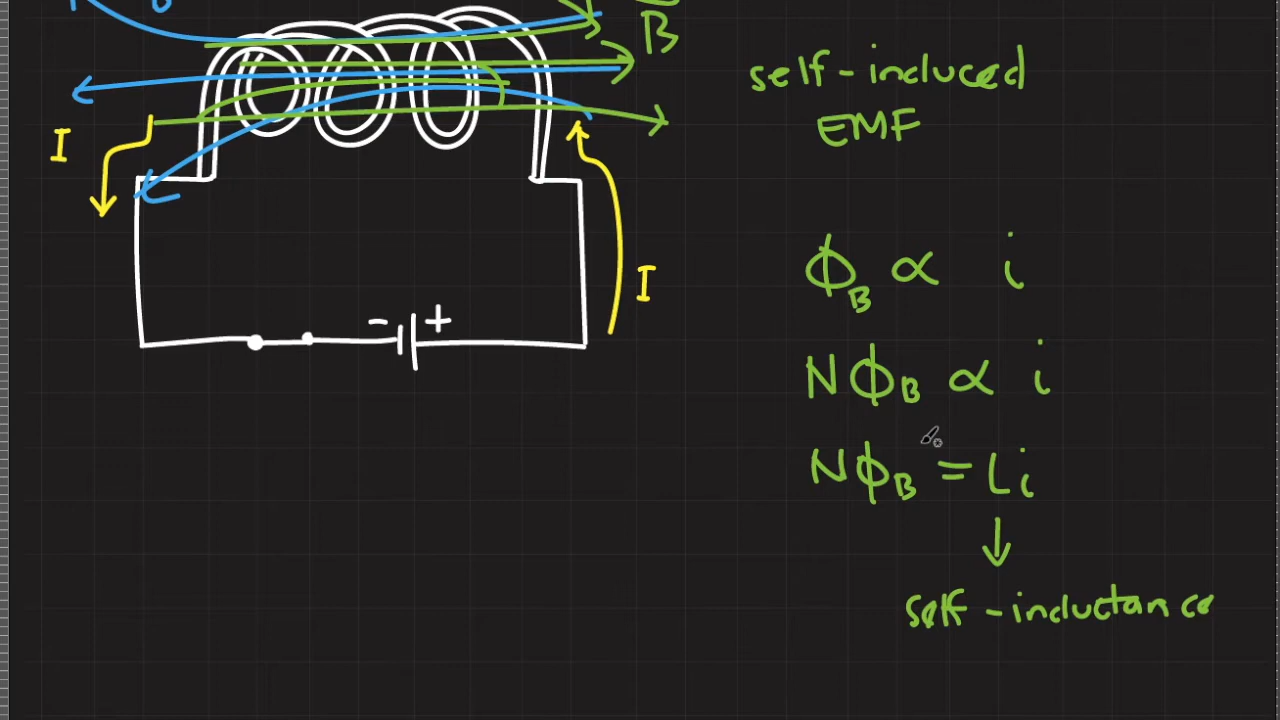 B
self-induced
EMF
I
I
- +
ϕB ∝ i
NϕB ∝ i
NϕB = Li
↓
self-inductance